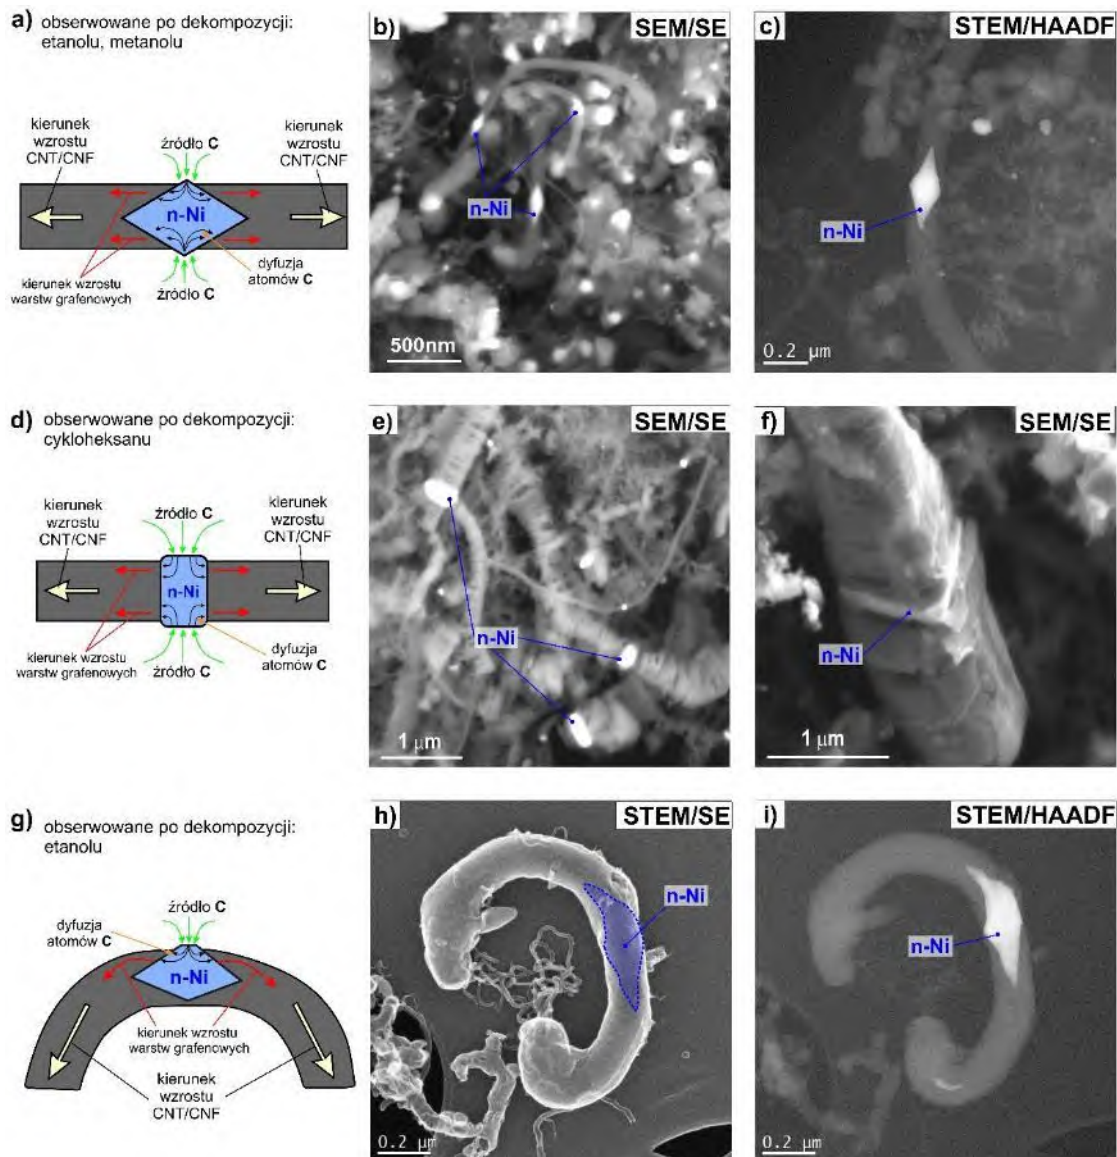 a) obserwowane po dekompozycji:
etanolu, metanolu
kierunek
wzrostu
CNT/CNF
źródło C
kierunek
wzrostu
CNT/CNF
n-Ni
kierunek wzrostu
warstw grafenowych
źródło C
dyfuzja
atomów C
b)
SEM/SE
n-Ni
500nm
c)
STEM/HAADF
n-Ni
0.2 μm
d) obserwowane po dekompozycji:
cykloheksanu
kierunek
wzrostu
CNT/CNF
źródło C
kierunek
wzrostu
CNT/CNF
n-Ni
kierunek wzrostu
warstw grafenowych
źródło C
dyfuzja
atomów C
e)
SEM/SE
n-Ni
1 μm
f)
SEM/SE
n-Ni
1 μm
g) obserwowane po dekompozycji:
etanolu
źródło C
dyfuzja
atomów C
n-Ni
kierunek wzrostu
warstw grafenowych
kierunek
wzrostu
CNT/CNF
h)
STEM/SE
n-Ni
0.2 μm
i)
STEM/HAADF
n-Ni
0.2 μm